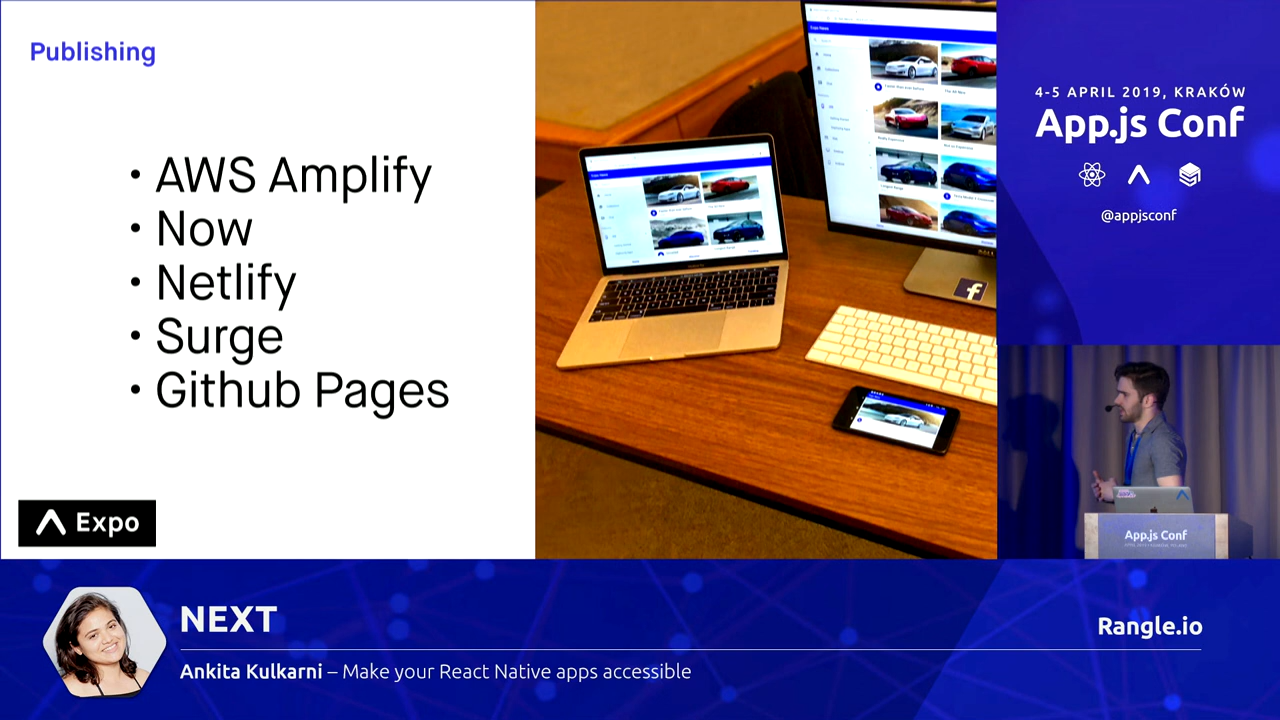 Publishing
• AWS Amplify
• Now
• Netlify
• Surge
• Github Pages
Expo
4-5 APRIL 2019, KRAKÓW
App.js Conf
@appjsconf
App.js Conf
NEXT
Ankita Kulkarni – Make your React Native apps accessible
Rangle.io